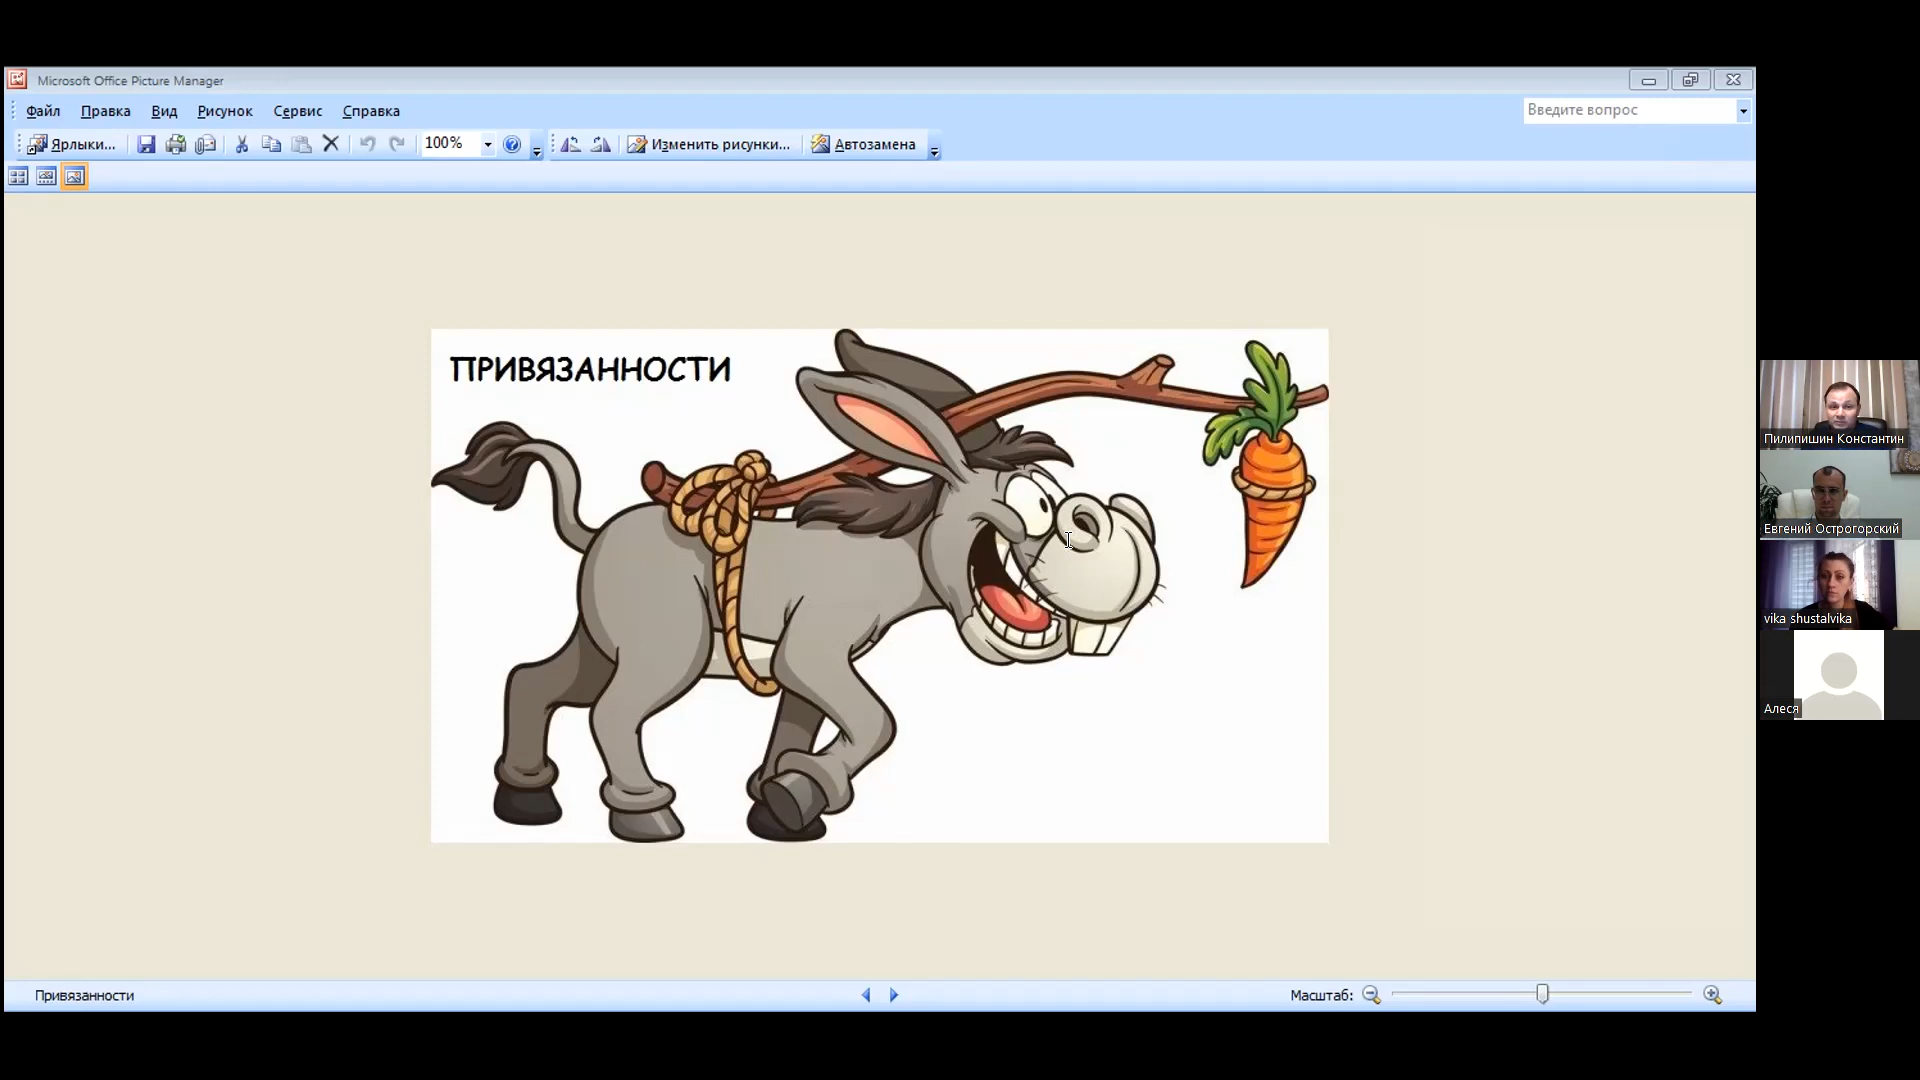 Microsoft Office Picture Manager
Файл Правка Вид Рисунок Сервис Справка
Введите вопрос
Ярлыки... 100% Изменить рисунки... Автозамена
ПРИВЯЗАННОСТИ
Пилипишин Константин
Евгений Острогорский
vika shustalvika
Алеся
Привязанности
Масштаб: